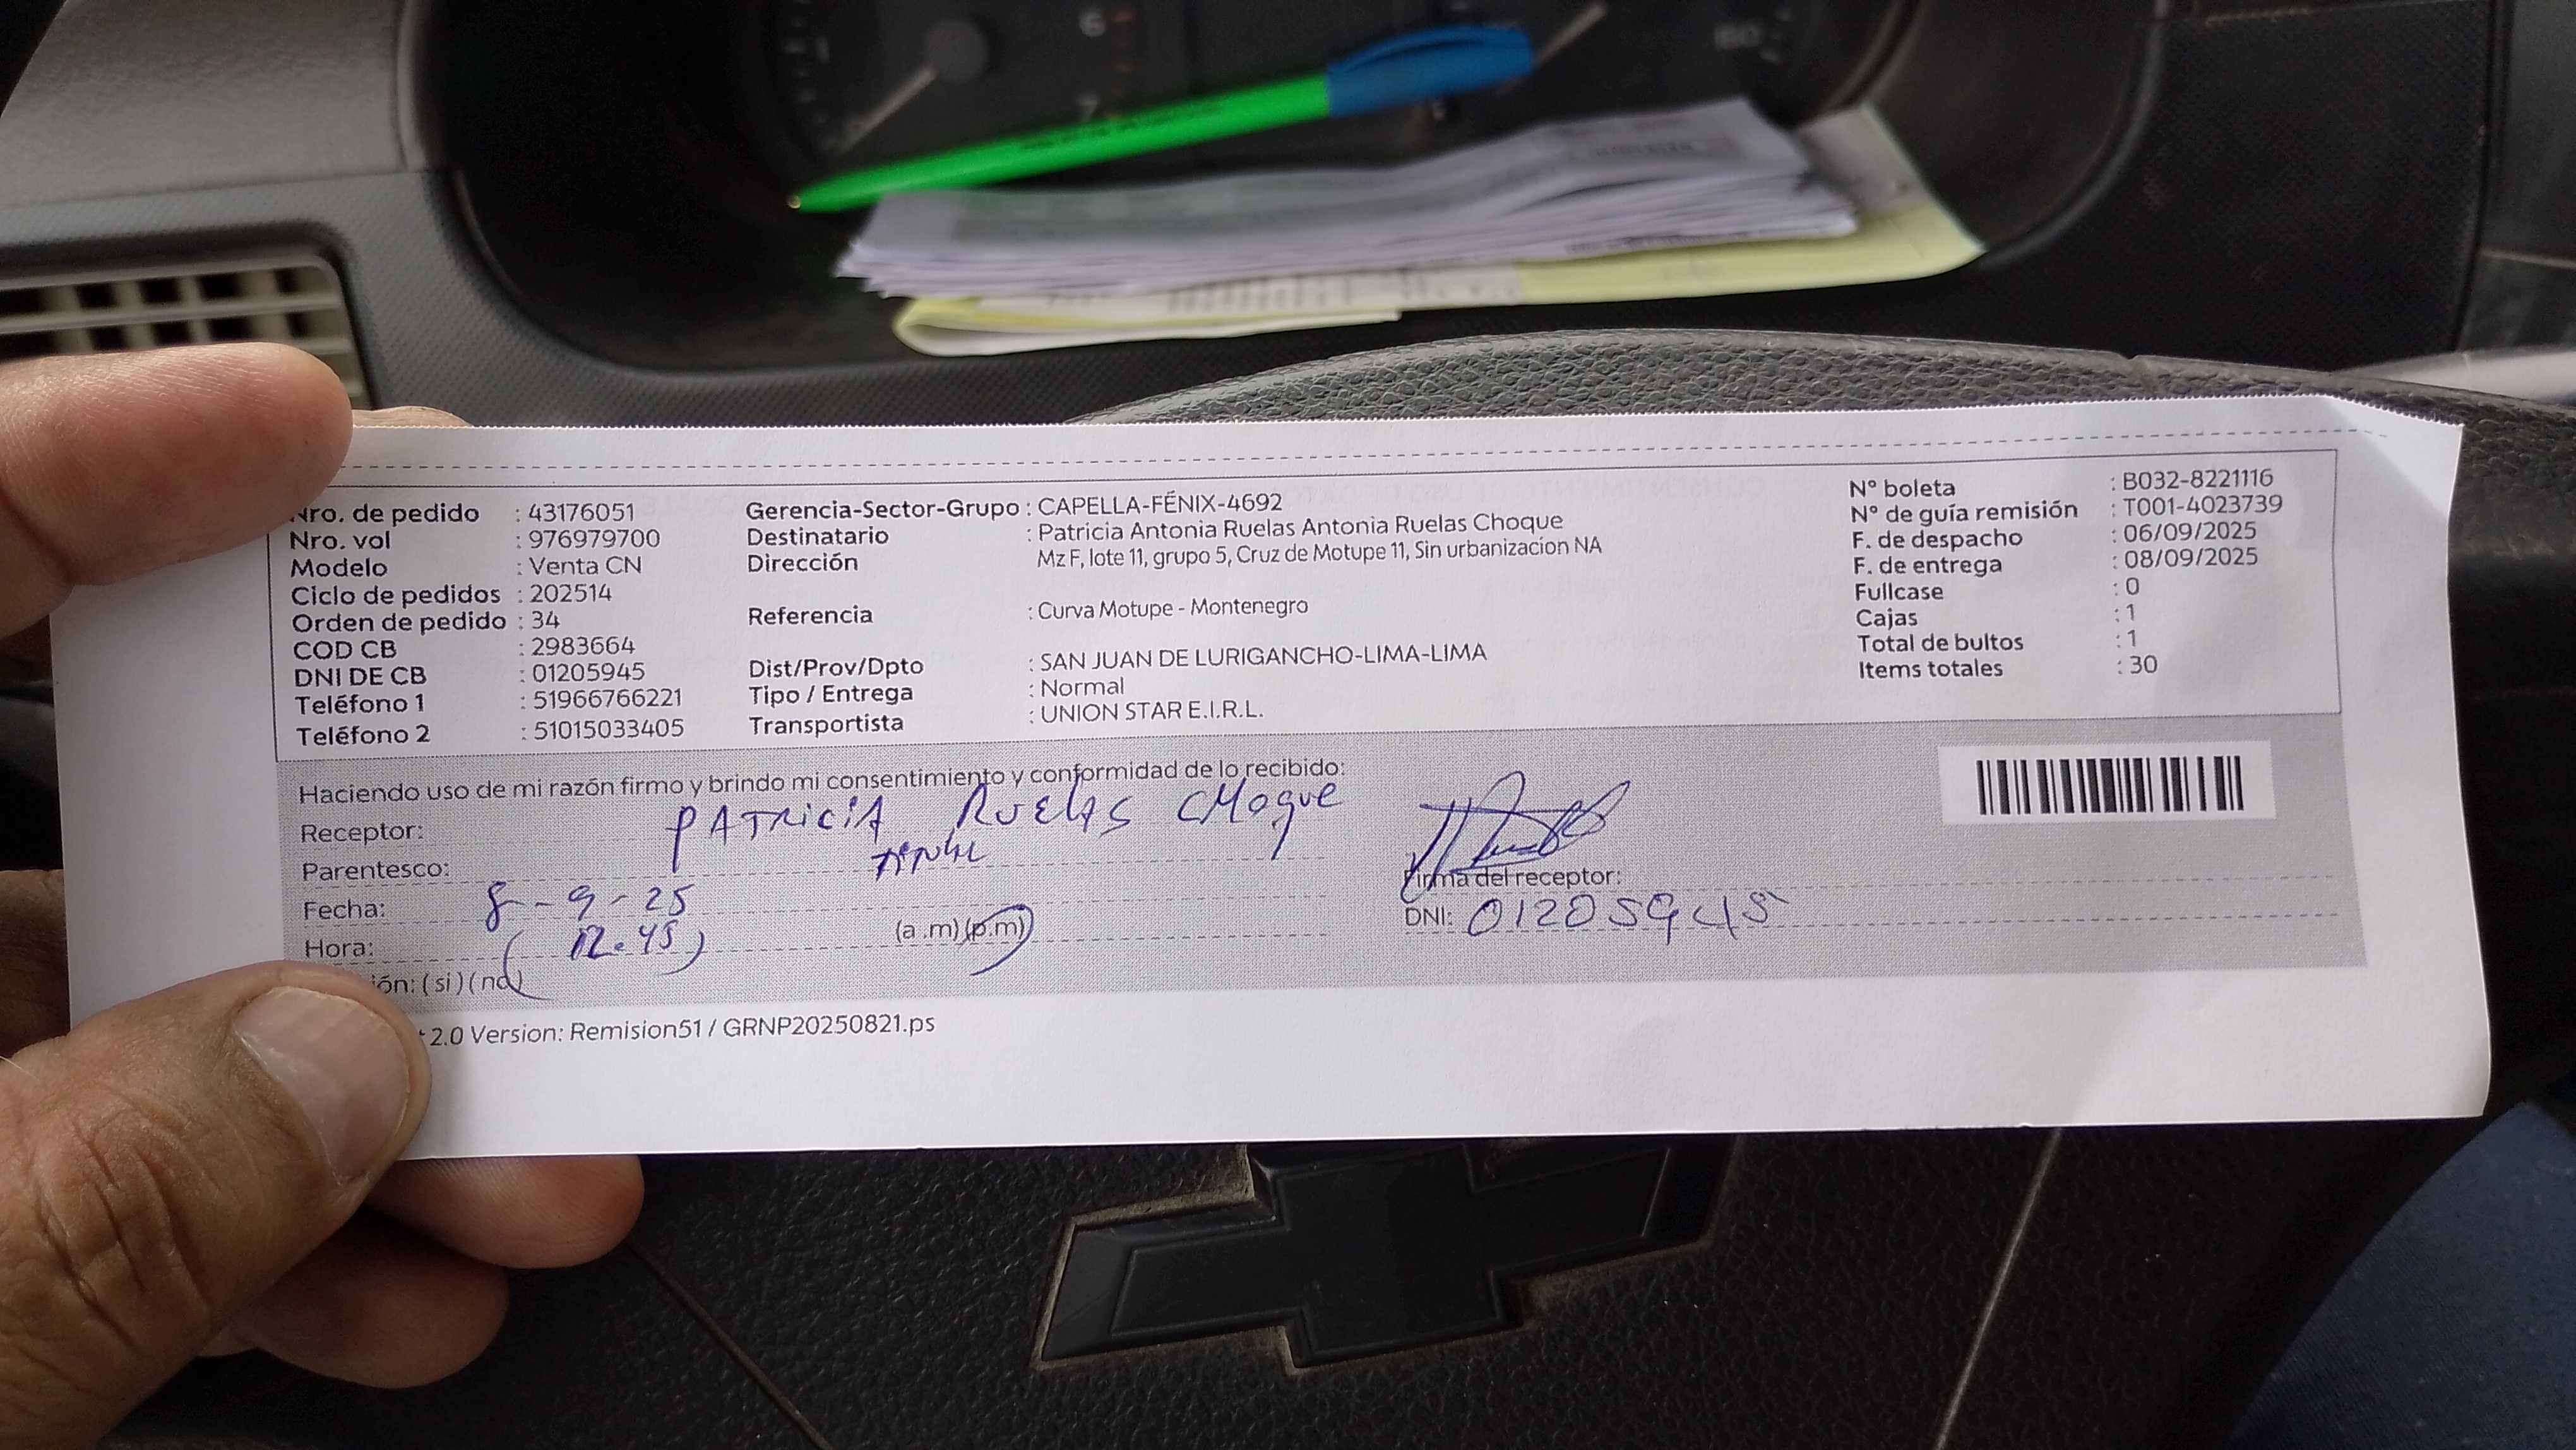 Nro. de pedido : 43176051
Nro. vol : 976979700
Modelo : Venta CN
Ciclo de pedidos : 202514
Orden de pedido : 34
COD CB : 2983664
DNI DE CB : 01205945
Teléfono 1 : 51966766221
Teléfono 2 : 51015033405
Gerencia-Sector-Grupo : CAPELLA-FÉNIX-4692
Destinatario : Patricia Antonia Ruelas Antonia Ruelas Choque
Dirección : Mz F, lote 11, grupo 5, Cruz de Motupe 11, Sin urbanizacion NA
Referencia : Curva Motupe - Montenegro
Dist/Prov/Dpto : SAN JUAN DE LURIGANCHO-LIMA-LIMA
Tipo / Entrega : Normal
Transportista : UNION STAR E.I.R.L.
N° boleta : B032-8221116
N° de guía remisión : T001-4023739
F. de despacho : 06/09/2025
F. de entrega : 08/09/2025
Fullcase : 0
Cajas : 1
Total de bultos : 1
Items totales : 30
Haciendo uso de mi razón firmo y brindo mi consentimiento y conformidad de lo recibido:
Receptor: PATRICIA RUELAS CHOQUE
Parentesco:
Fecha: 8-9-25
Hora: (12.45) (a.m)(p.m)
ión: (si) (no)
Firma del receptor:
DNI: 01205945
2.0 Version: Remision51 / GRNP20250821.ps